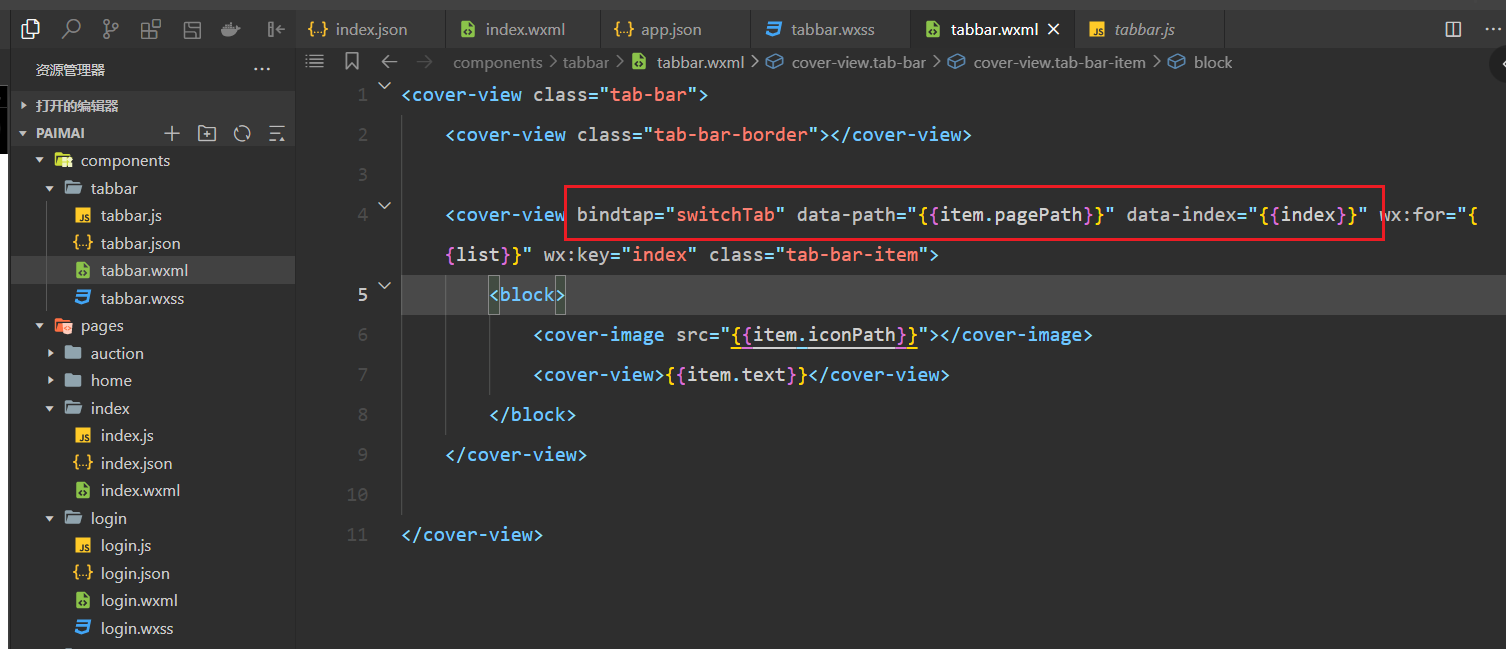 index.json index.wxml app.json tabbar.wxss tabbar.wxml tabbar.js
资源管理器
components tabbar tabbar.wxml cover-view.tab-bar cover-view.tab-bar-item block
打开的编辑器
PAIMAI
components
tabbar
tabbar.js
tabbar.json
tabbar.wxml
tabbar.wxss
pages
auction
home
index
index.js
index.json
index.wxml
login
login.js
login.json
login.wxml
login.wxss
1 <cover-view class="tab-bar">
2 <cover-view class="tab-bar-border"></cover-view>
3
4 <cover-view bindtap="switchTab" data-path="{{item.pagePath}}" data-index="{{index}}" wx:for="{
{list}}" wx:key="index" class="tab-bar-item">
5 <block>
6 <cover-image src="{{item.iconPath}}"></cover-image>
7 <cover-view>{{item.text}}</cover-view>
8 </block>
9 </cover-view>
10
11 </cover-view>